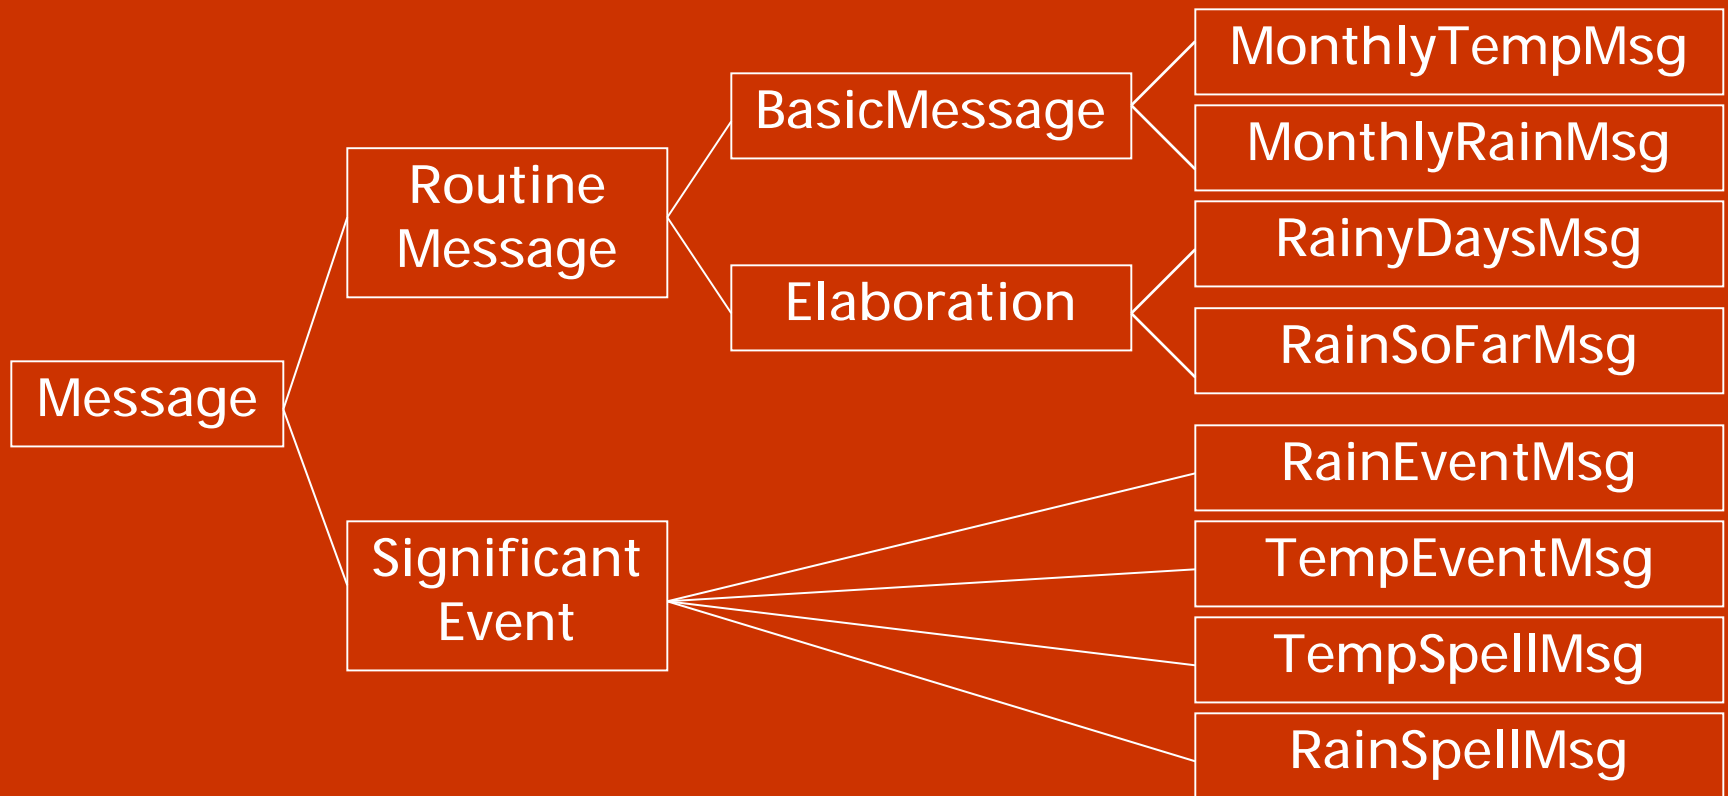 Message
Routine
Message
Significant
Event
BasicMessage
Elaboration
MonthlyTempMsg
MonthlyRainMsg
RainyDaysMsg
RainSoFarMsg
RainEventMsg
TempEventMsg
TempSpellMsg
RainSpellMsg